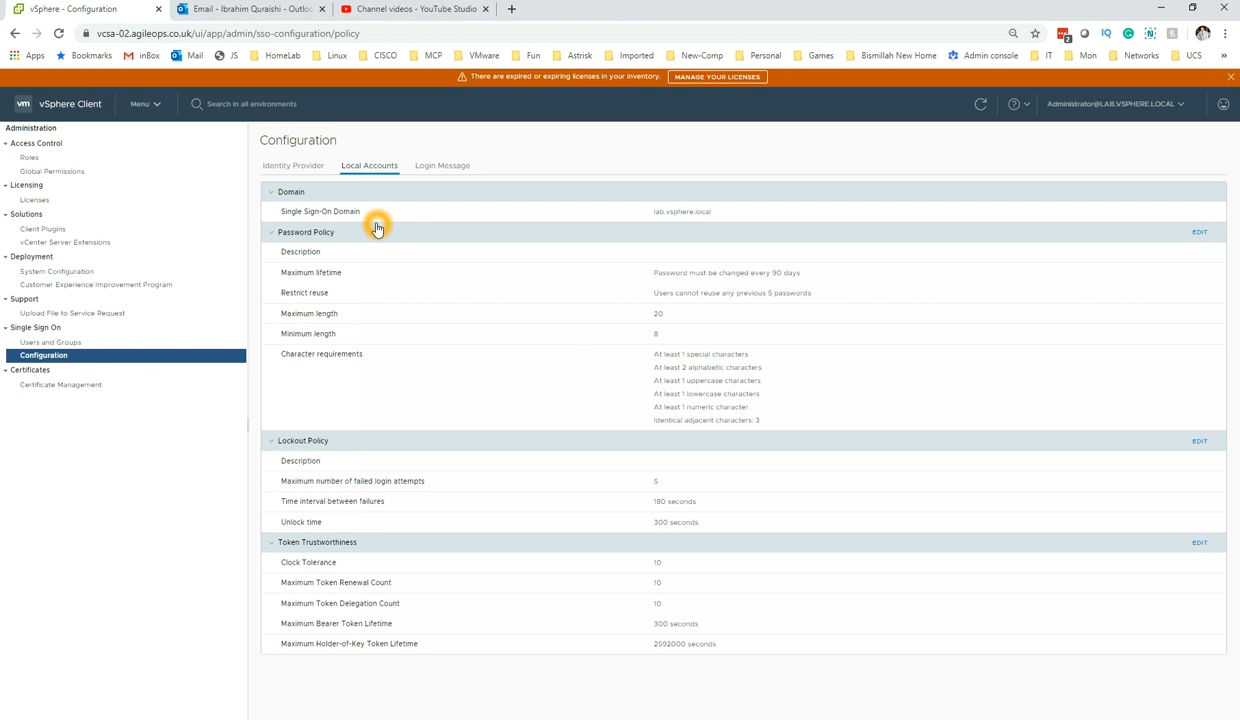 vSphere - Configuration
Email - Ibrahim Quraishi - Outloo
Channel videos - YouTube Studio
vcsa-02.agileops.co.uk/ui/app/admin/sso-configuration/policy
Apps Bookmarks inBox Mail JS HomeLab Linux CISCO MCP VMware Fun Astrisk Imported New-Comp Personal Games Bismillah New Home Admin console IT Mon Networks UCS »
There are expired or expiring licenses in your inventory. MANAGE YOUR LICENSES
vm vSphere Client Menu Search in all environments Administrator@LAB.VSPHERE.LOCAL
Administration
Access Control
Roles
Global Permissions
Licensing
Licenses
Solutions
Client Plugins
vCenter Server Extensions
Deployment
System Configuration
Customer Experience Improvement Program
Support
Upload File to Service Request
Single Sign On
Users and Groups
Configuration
Certificates
Certificate Management
Configuration
Identity Provider Local Accounts Login Message
Domain
Single Sign-On Domain lab.vsphere.local
Password Policy EDIT
Description
Maximum lifetime Password must be changed every 90 days
Restrict reuse Users cannot reuse any previous 5 passwords
Maximum length 20
Minimum length 8
Character requirements At least 1 special characters
At least 2 alphabetic characters
At least 1 uppercase characters
At least 1 lowercase characters
At least 1 numeric character
Identical adjacent characters: 3
Lockout Policy EDIT
Description
Maximum number of failed login attempts 5
Time interval between failures 180 seconds
Unlock time 300 seconds
Token Trustworthiness EDIT
Clock Tolerance 10
Maximum Token Renewal Count 10
Maximum Token Delegation Count 10
Maximum Bearer Token Lifetime 300 seconds
Maximum Holder-of-Key Token Lifetime 2592000 seconds